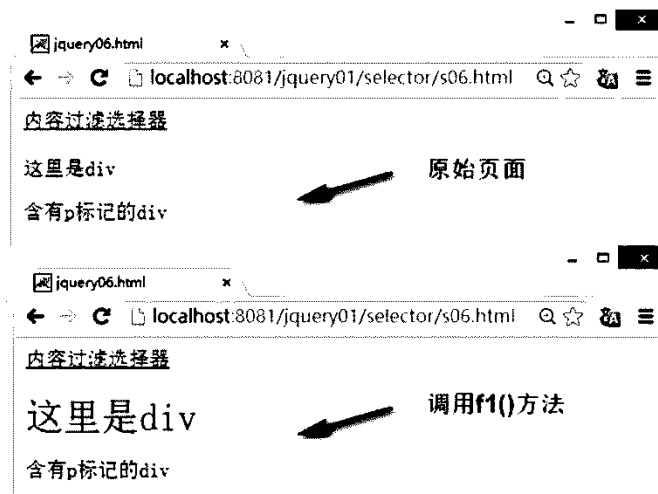 jquery06.html
localhost:8081/jquery01/selector/s06.html
内容过滤选择器
这里是div
原始页面
含有p标记的div
jquery06.html
localhost:8081/jquery01/selector/s06.html
内容过滤选择器
这里是div
调用f1()方法
含有p标记的div